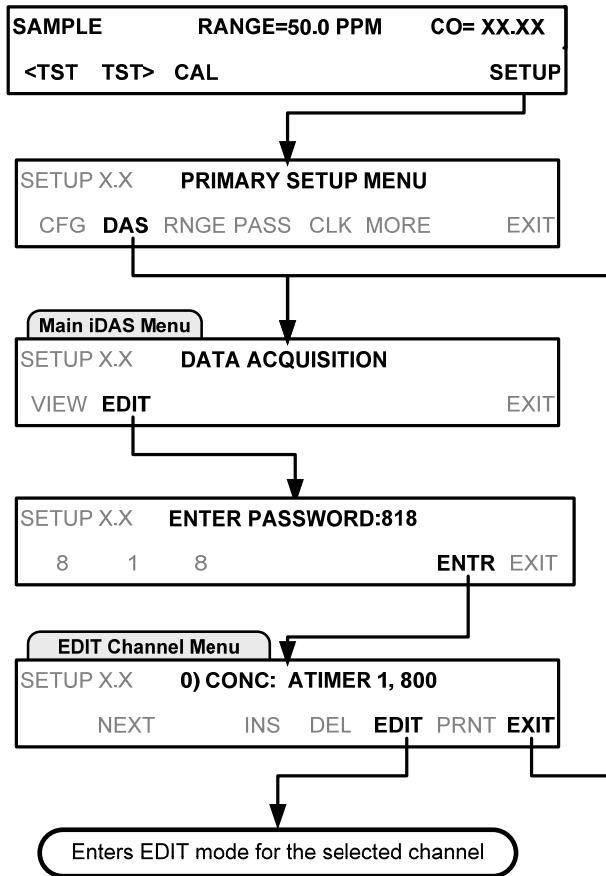 SAMPLE RANGE=50.0 PPM CO= XX.XX
<TST TST> CAL SETUP
SETUP X.X PRIMARY SETUP MENU
CFG DAS RNGE PASS CLK MORE EXIT
Main iDAS Menu
SETUP X.X DATA ACQUISITION
VIEW EDIT EXIT
SETUP X.X ENTER PASSWORD:818
8 1 8 ENTR EXIT
EDIT Channel Menu
SETUP X.X 0) CONC: ATIMER 1, 800
NEXT INS DEL EDIT PRNT EXIT
Enters EDIT mode for the selected channel